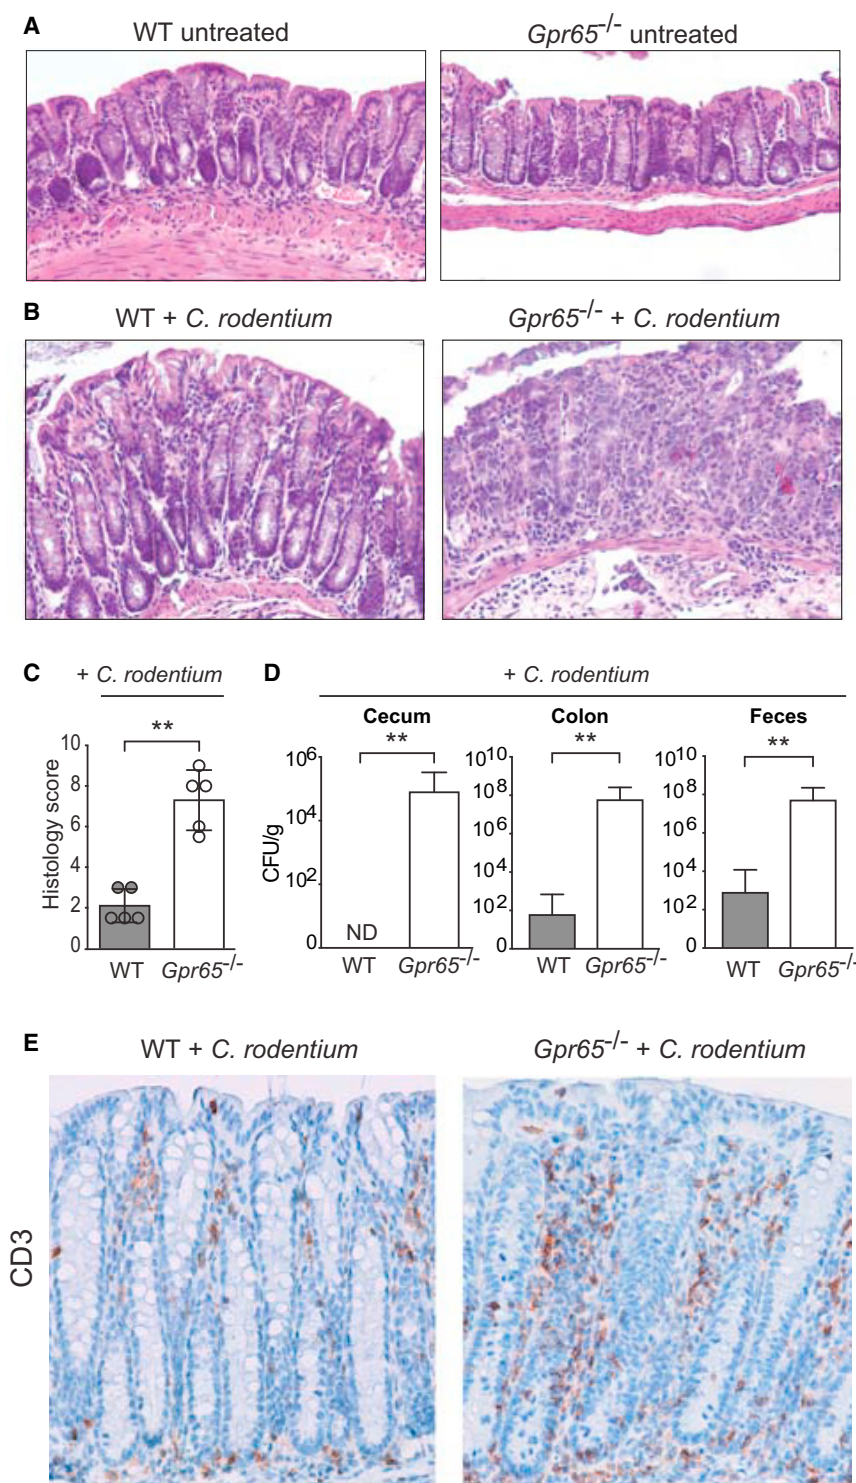 A
WT untreated
Gpr65-/- untreated
B
WT + C. rodentium
Gpr65-/- + C. rodentium
C
+ C. rodentium
**
Histology score
10
8
6
4
2
0
WT
Gpr65-/-
D
+ C. rodentium
Cecum
**
CFU/g
10^6
10^4
10^2
0
ND
WT
Gpr65-/-
Colon
**
10^10
10^8
10^6
10^4
10^2
0
WT
Gpr65-/-
Feces
**
10^10
10^8
10^6
10^4
10^2
0
WT
Gpr65-/-
E
WT + C. rodentium
Gpr65-/- + C. rodentium
CD3